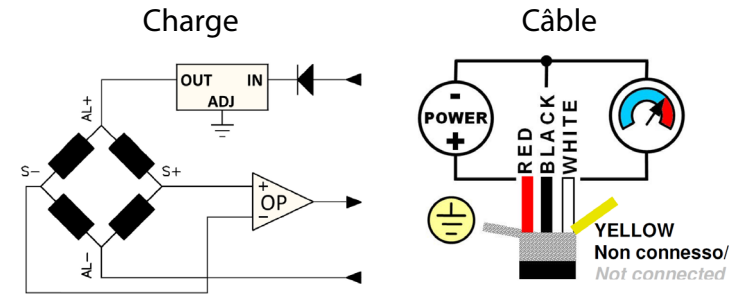 Charge
Câble
OUT IN
ADJ
AL+
S-
S+
+
-
OP
AL-
-
POWER
+
RED
BLACK
WHITE
YELLOW
Non connesso/
Not connected